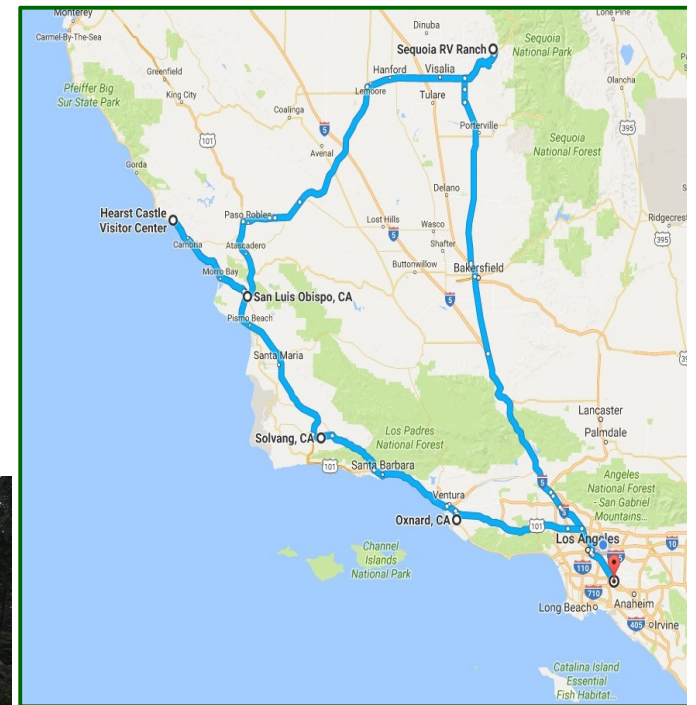 Monterey
Carmel-By-The-Sea
Greenfield
King City
Pfeiffer Big
Sur State Park
101
Gorda
Dinuba
Sequoia RV Ranch
Sequoia
National Park
Lone Pine
Hanford
Visalia
Lemoore
Tulare
Olancha
Coalinga
5
395
Avenal
Porterville
Sequoia
National Forest
Delano
Hearst Castle
Visitor Center
Cambria
Paso Robles
Atascadero
Lost Hills
Wasco
Ridgecrest
5
Shafter
395
Buttonwillow
Bakersfield
Morro Bay
San Luis Obispo, CA
5
Pismo Beach
Santa Maria
Lancaster
Palmdale
Los Padres
National Forest
Solvang, CA
101
Santa Barbara
5
Angeles
National Forest
- San Gabriel
Mountains...
Ventura
5
Oxnard, CA
101
Los Angeles
10
Channel
Islands
National Park
110
710
Long Beach
Anaheim
405
Irvine
Catalina Island
Essential
Fish Habitat...